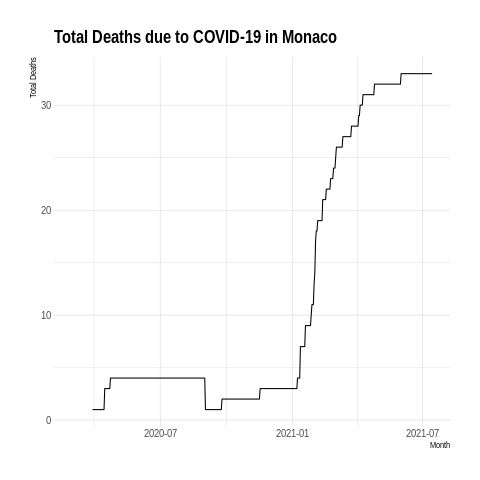 Total Deaths due to COVID-19 in Monaco
Total Deaths
30
20
10
0
2020-07
2021-01
2021-07
Month